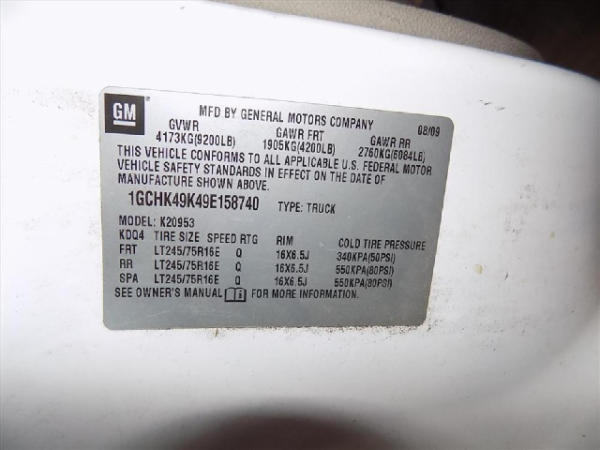 GM MFD BY GENERAL MOTORS COMPANY 08/09
GVWR GAWR FRT GAWR RR
4173KG(9200LB) 1905KG(4200LB) 2760KG(6084LB)
THIS VEHICLE CONFORMS TO ALL APPLICABLE U.S. FEDERAL MOTOR
VEHICLE SAFETY STANDARDS IN EFFECT ON THE DATE OF
MANUFACTURE SHOWN ABOVE.
1GCHK49K49E158740 TYPE: TRUCK
MODEL: K20953
KDQ4 TIRE SIZE SPEED RTG RIM COLD TIRE PRESSURE
FRT LT245/75R16E Q 16X6.5J 340KPA(50PSI)
RR LT245/75R16E Q 16X6.5J 550KPA(80PSI)
SPA LT245/75R16E Q 16X6.5J 550KPA(80PSI)
SEE OWNER'S MANUAL FOR MORE INFORMATION.